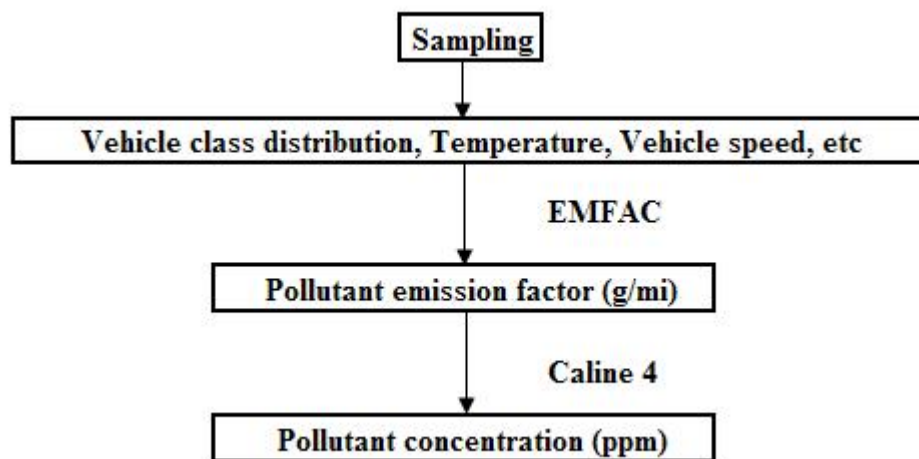 Sampling
Vehicle class distribution, Temperature, Vehicle speed, etc
EMFAC
Pollutant emission factor (g/mi)
Caline 4
Pollutant concentration (ppm)